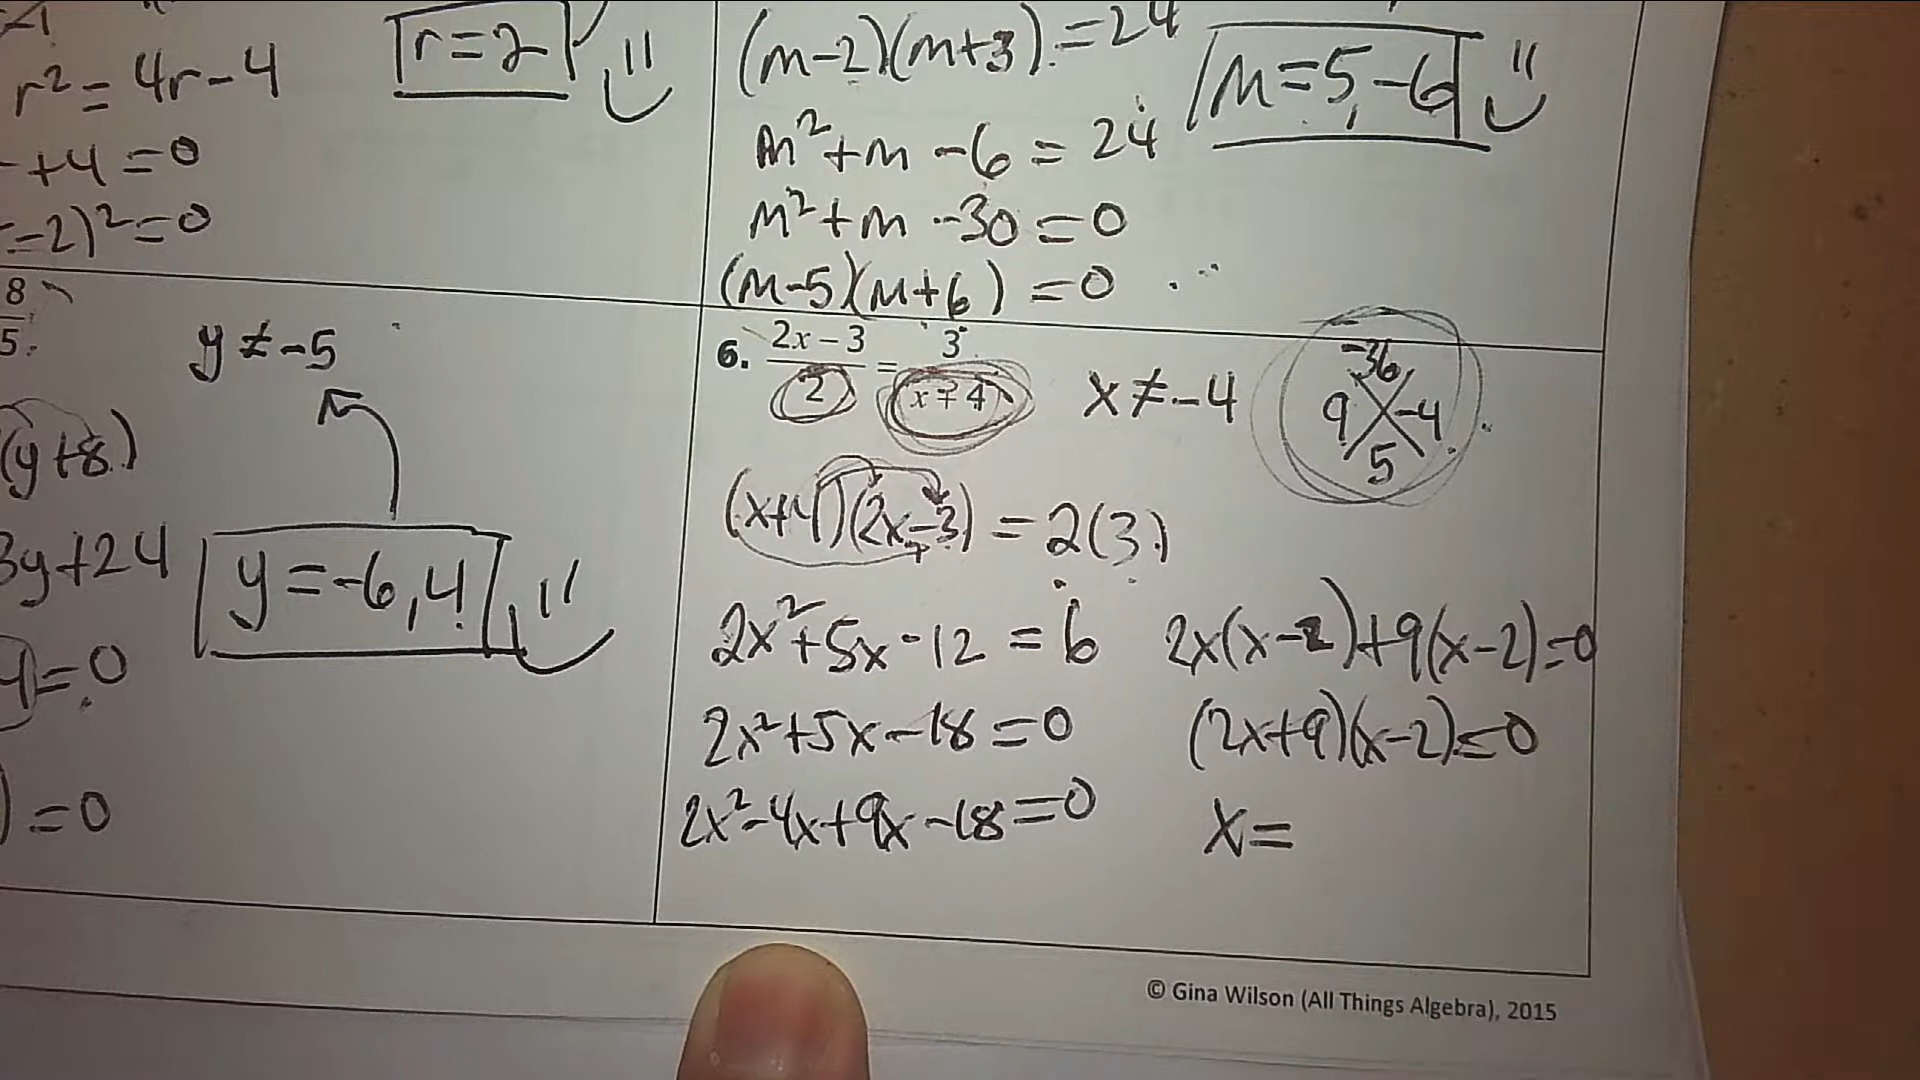 r² = 4r - 4
r = 2
+4 = 0
-2)² = 0
(m-2)(m+3) = 24
m² + m - 6 = 24
m² + m - 30 = 0
(m-5)(m+6) = 0
m = 5, -6
8
5
y ≠ -5
(y+8)
3y + 24
y = -6, 4
= 0
) = 0
6. (2x - 3)/2 = 3/(x + 4)
x ≠ -4
-36
9 -4
5
(x+4)(2x-3) = 2(3)
2x² + 5x - 12 = 6
2x² + 5x - 18 = 0
2x² - 4x + 9x - 18 = 0
2x(x-2) + 9(x-2) = 0
(2x+9)(x-2) = 0
x =
© Gina Wilson (All Things Algebra), 2015